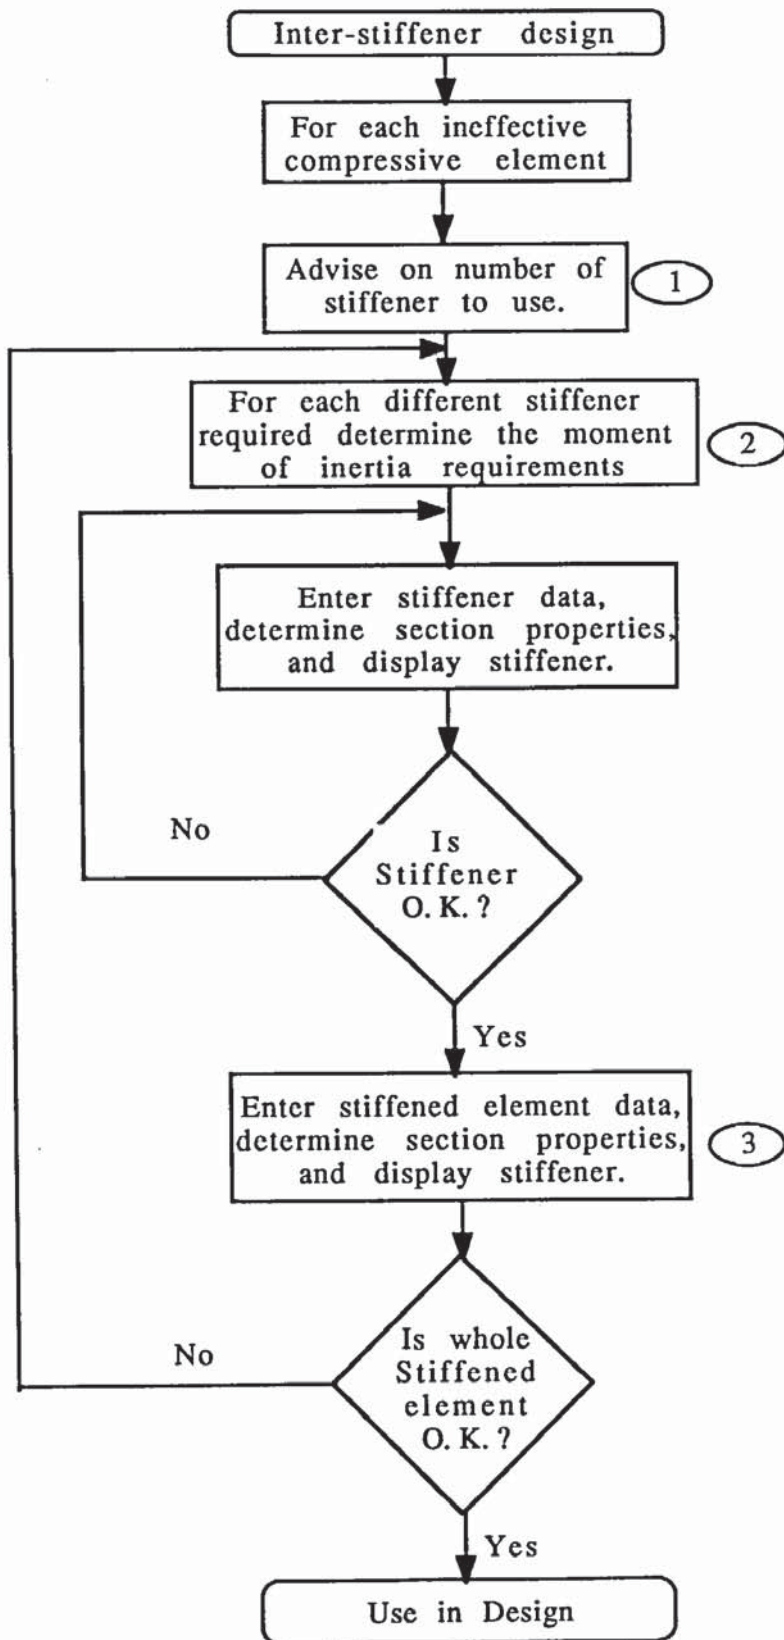 Inter-stiffener design
For each ineffective
compressive element
Advise on number of
stiffener to use.
1
For each different stiffener
required determine the moment
of inertia requirements
2
Enter stiffener data,
determine section properties,
and display stiffener.
No
Is
Stiffener
O. K. ?
Yes
Enter stiffened element data,
determine section properties,
and display stiffener.
3
No
Is whole
Stiffened
element
O. K. ?
Yes
Use in Design